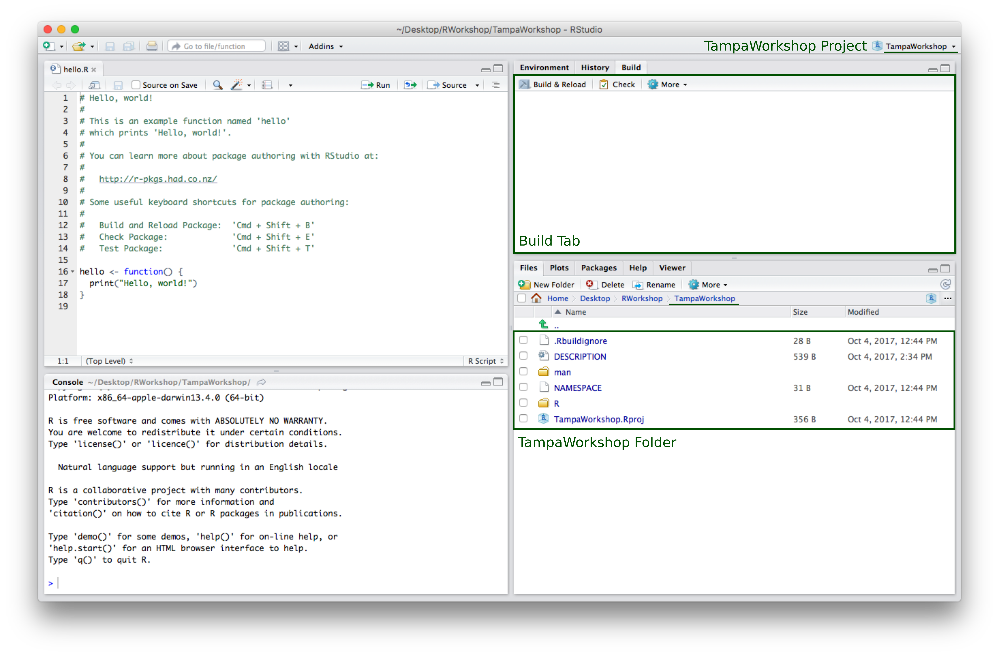 ~/Desktop/RWorkshop/TampaWorkshop - RStudio
Go to file/function
Addins
TampaWorkshop Project
TampaWorkshop
hello.R
Source on Save
Run
Source
1 # Hello, world!
2 #
3 # This is an example function named 'hello'
4 # which prints 'Hello, world!'.
5 #
6 # You can learn more about package authoring with RStudio at:
7 #
8 #   http://r-pkgs.had.co.nz/
9 #
10 # Some useful keyboard shortcuts for package authoring:
11 #
12 #   Build and Reload Package:  'Cmd + Shift + B'
13 #   Check Package:             'Cmd + Shift + E'
14 #   Test Package:              'Cmd + Shift + T'
15
16 hello <- function() {
17   print("Hello, world!")
18 }
19
1:1 (Top Level) R Script
Console ~/Desktop/RWorkshop/TampaWorkshop/
Platform: x86_64-apple-darwin13.4.0 (64-bit)
R is free software and comes with ABSOLUTELY NO WARRANTY.
You are welcome to redistribute it under certain conditions.
Type 'license()' or 'licence()' for distribution details.
Natural language support but running in an English locale
R is a collaborative project with many contributors.
Type 'contributors()' for more information and
'citation()' on how to cite R or R packages in publications.
Type 'demo()' for some demos, 'help()' for on-line help, or
'help.start()' for an HTML browser interface to help.
Type 'q()' to quit R.
>
Environment History Build
Build & Reload Check More
Build Tab
Files Plots Packages Help Viewer
New Folder Delete Rename More
Home Desktop RWorkshop TampaWorkshop ...
Name Size Modified
..
.Rbuildignore 28 B Oct 4, 2017, 12:44 PM
DESCRIPTION 539 B Oct 4, 2017, 2:34 PM
man
NAMESPACE 31 B Oct 4, 2017, 12:44 PM
R
TampaWorkshop.Rproj 356 B Oct 4, 2017, 12:44 PM
TampaWorkshop Folder